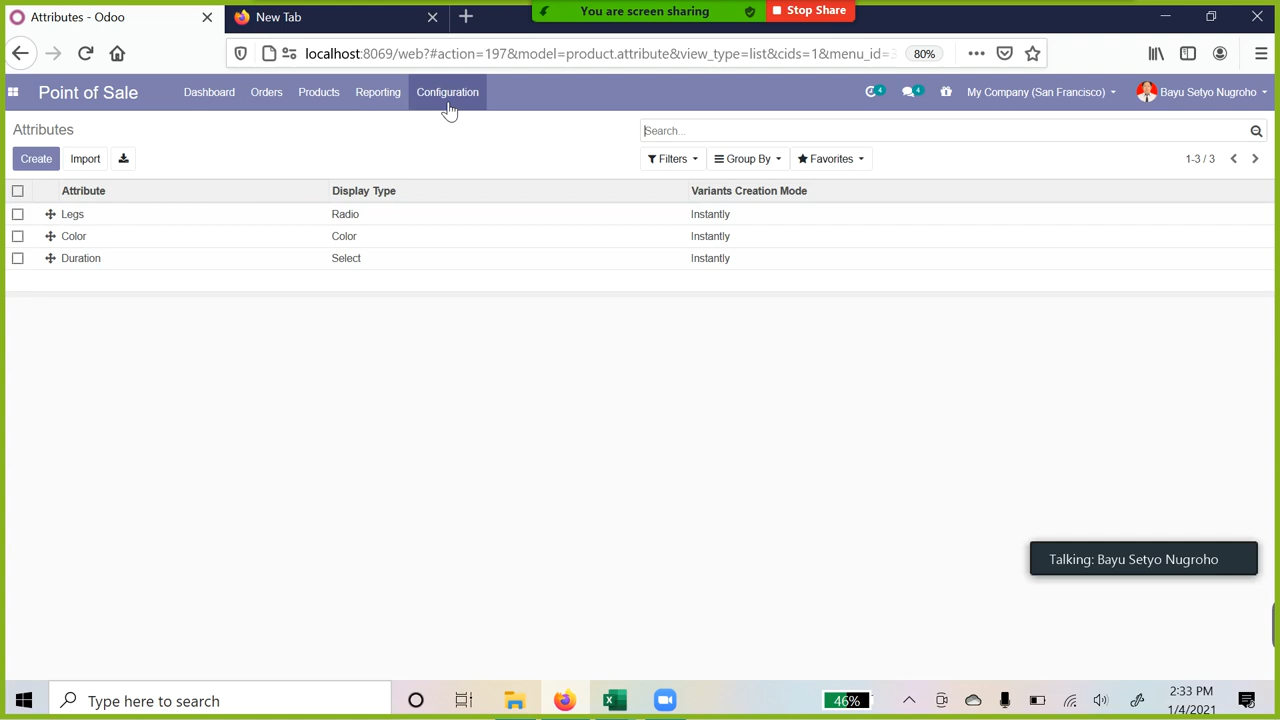 Attributes - Odoo
New Tab
You are screen sharing
Stop Share
localhost:8069/web?#action=197&model=product.attribute&view_type=list&cids=1&menu_id=
80%
Point of Sale
Dashboard
Orders
Products
Reporting
Configuration
4
4
My Company (San Francisco)
Bayu Setyo Nugroho
Attributes
Search...
Create
Import
Filters
Group By
Favorites
1-3 / 3
Attribute
Display Type
Variants Creation Mode
Legs
Radio
Instantly
Color
Color
Instantly
Duration
Select
Instantly
Talking: Bayu Setyo Nugroho
Type here to search
46%
2:33 PM
1/4/2021